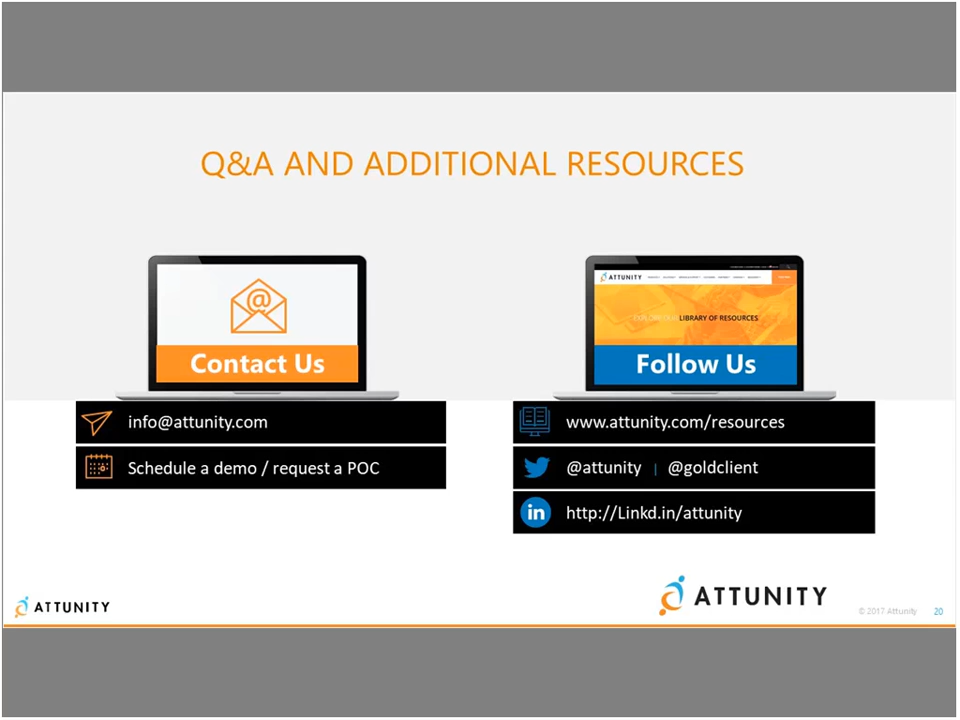 Q&A AND ADDITIONAL RESOURCES
@
Contact Us
info@attunity.com
Schedule a demo / request a POC
ATTUNITY
LIBRARY OF RESOURCES
Follow Us
www.attunity.com/resources
@attunity | @goldclient
in http://Linkd.in/attunity
ATTUNITY
ATTUNITY
© 2017 Attunity 20